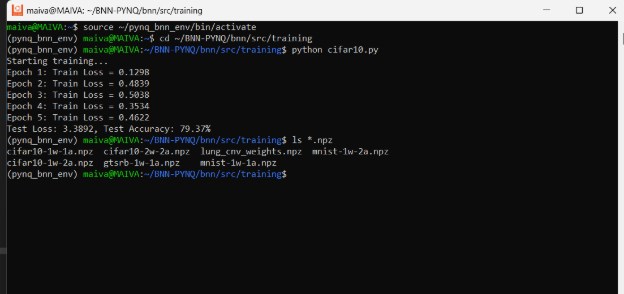 maiva@MAIVA: ~/BNN-PYNQ/bnn/src/training
maiva@MAIVA:~$ source ~/pynq_bnn_env/bin/activate
(pynq_bnn_env) maiva@MAIVA:~$ cd ~/BNN-PYNQ/bnn/src/training
(pynq_bnn_env) maiva@MAIVA:~/BNN-PYNQ/bnn/src/training$ python cifar10.py
Starting training...
Epoch 1: Train Loss = 0.1298
Epoch 2: Train Loss = 0.4839
Epoch 3: Train Loss = 0.5038
Epoch 4: Train Loss = 0.3534
Epoch 5: Train Loss = 0.4622
Test Loss: 3.3892, Test Accuracy: 79.37%
(pynq_bnn_env) maiva@MAIVA:~/BNN-PYNQ/bnn/src/training$ ls *.npz
cifar10-1w-1a.npz  cifar10-2w-2a.npz  lung_cnv_weights.npz  mnist-1w-2a.npz
cifar10-1w-2a.npz  gtsrb-1w-1a.npz    mnist-1w-1a.npz
(pynq_bnn_env) maiva@MAIVA:~/BNN-PYNQ/bnn/src/training$